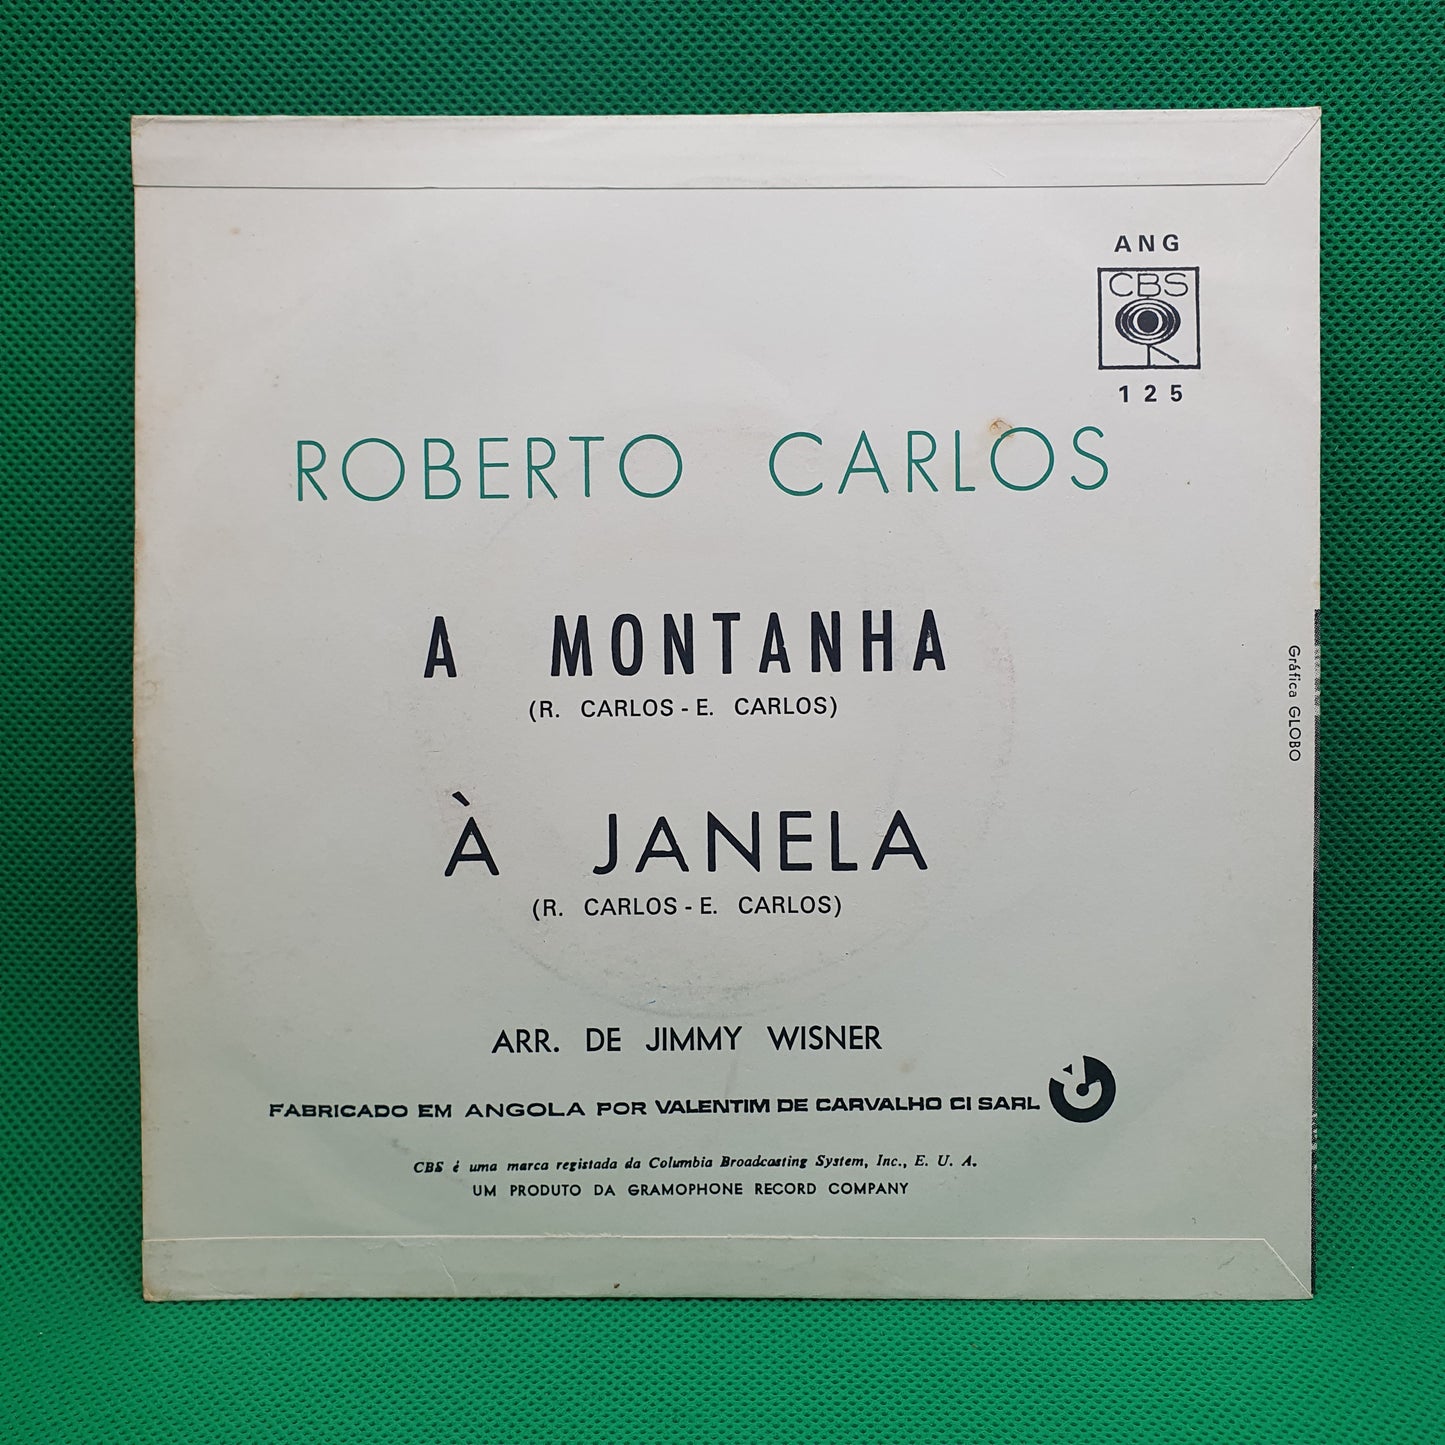 ANG
CBS
125
ROBERTO CARLOS
A MONTANHA
(R. CARLOS - E. CARLOS)
À JANELA
(R. CARLOS - E. CARLOS)
ARR. DE JIMMY WISNER
FABRICADO EM ANGOLA POR VALENTIM DE CARVALHO CI SARL
CBS é uma marca registada da Columbia Broadcasting System, Inc., E. U. A.
UM PRODUTO DA GRAMOPHONE RECORD COMPANY
Gráfica GLOBO